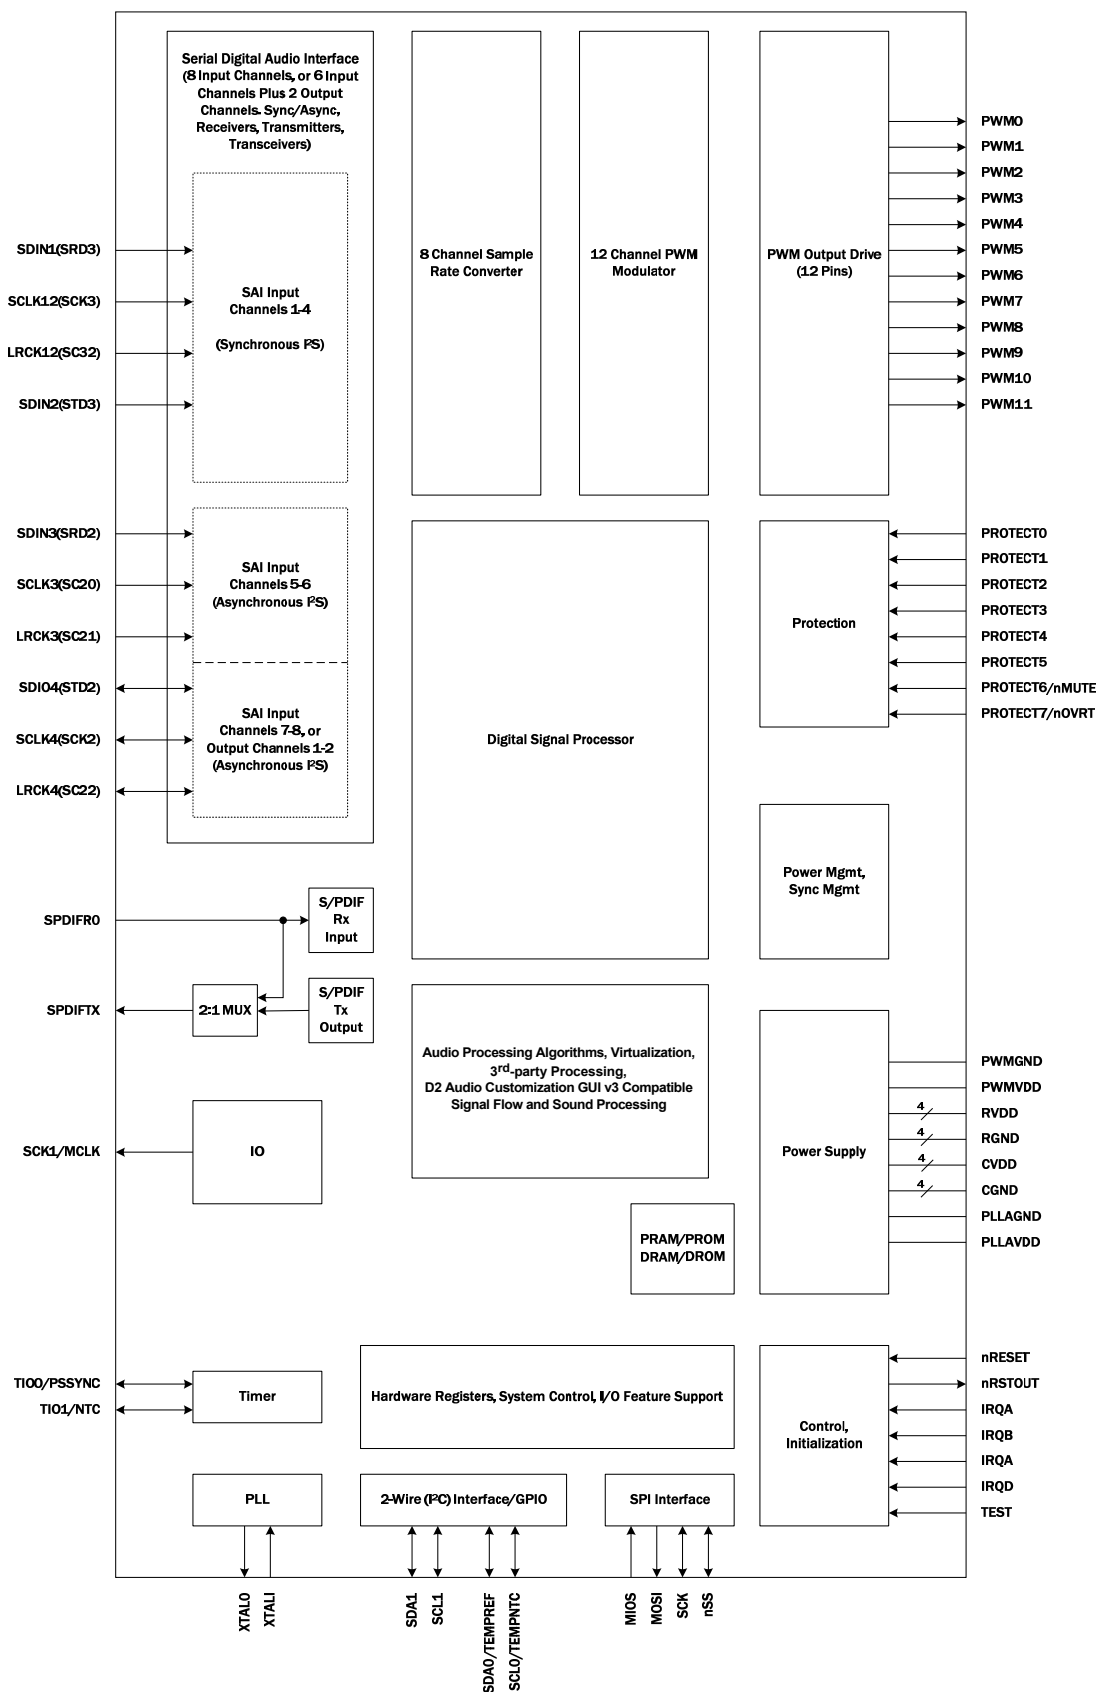 Serial Digital Audio Interface
(8 Input Channels, or 6 Input
Channels Plus 2 Output
Channels. Sync/Async,
Receivers, Transmitters,
Transceivers)
SDIN1(SRD3)
SCLK12(SCK3)
LRCK12(SC32)
SDIN2(STD3)
SAI Input
Channels 1-4
(Synchronous I²S)
SDIN3(SRD2)
SCLK3(SC20)
LRCK3(SC21)
SAI Input
Channels 5-6
(Asynchronous I²S)
SDIO4(STD2)
SCLK4(SCK2)
LRCK4(SC22)
SAI Input
Channels 7-8, or
Output Channels 1-2
(Asynchronous I²S)
8 Channel Sample
Rate Converter
12 Channel PWM
Modulator
PWM Output Drive
(12 Pins)
PWM0
PWM1
PWM2
PWM3
PWM4
PWM5
PWM6
PWM7
PWM8
PWM9
PWM10
PWM11
Digital Signal Processor
Protection
PROTECT0
PROTECT1
PROTECT2
PROTECT3
PROTECT4
PROTECT5
PROTECT6/nMUTE
PROTECT7/nOVRT
Power Mgmt,
Sync Mgmt
SPDIFR0
S/PDIF
Rx
Input
SPDIFTX
2:1 MUX
S/PDIF
Tx
Output
Audio Processing Algorithms, Virtualization,
3rd-party Processing,
D2 Audio Customization GUI v3 Compatible
Signal Flow and Sound Processing
SCK1/MCLK
IO
Power Supply
PWMGND
PWMVDD
4
RVDD
4
RGND
4
CVDD
4
CGND
PLLAGND
PLLAVDD
PRAM/PROM
DRAM/DROM
TIO0/PSSYNC
TIO1/NTC
Timer
Hardware Registers, System Control, I/O Feature Support
Control,
Initialization
nRESET
nRSTOUT
IRQA
IRQB
IRQA
IRQD
TEST
PLL
2-Wire (I²C) Interface/GPIO
SPI Interface
XTALO
XTALI
SDA1
SCL1
SDA0/TEMPREF
SCL0/TEMPNTC
MIOS
MOSI
SCK
nSS